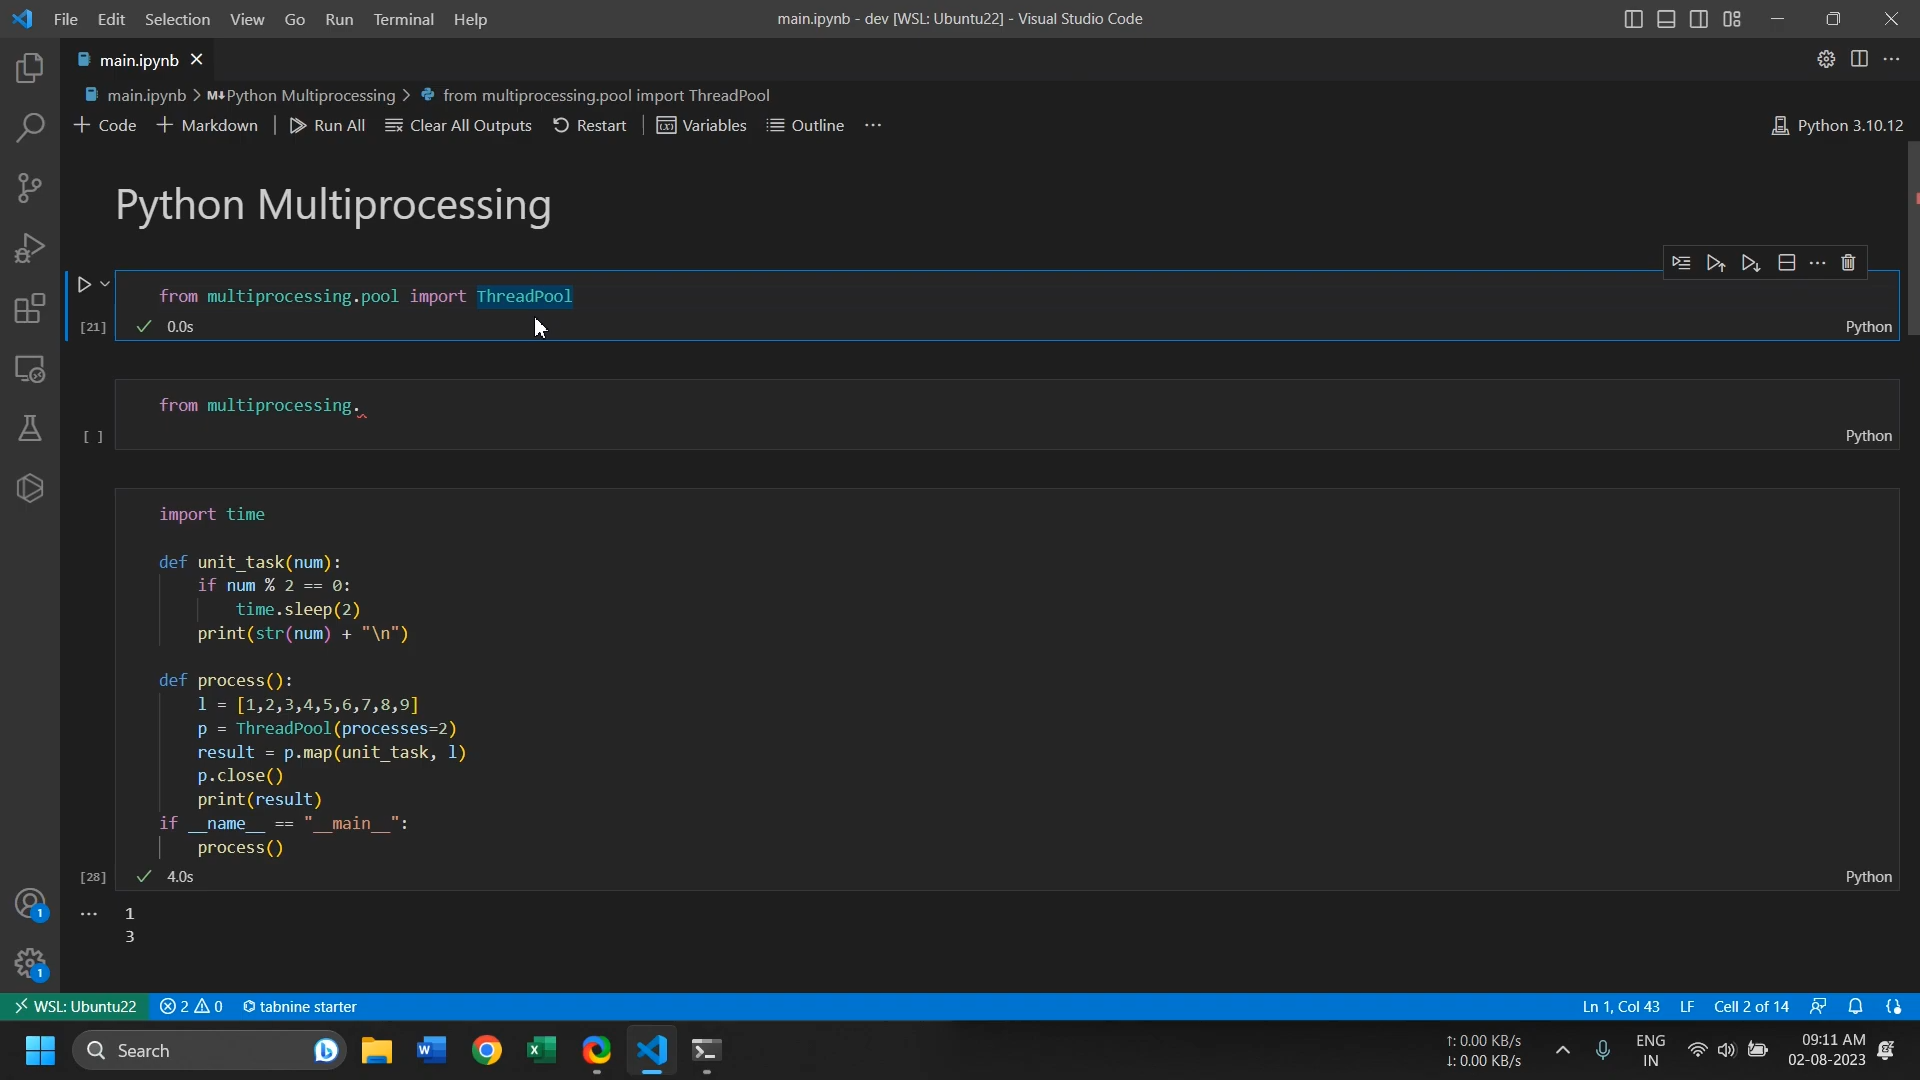 File Edit Selection View Go Run Terminal Help
main.ipynb - dev [WSL: Ubuntu22] - Visual Studio Code
main.ipynb
main.ipynb > M↓Python Multiprocessing > from multiprocessing.pool import ThreadPool
+ Code + Markdown | Run All Clear All Outputs Restart | Variables Outline ···
Python 3.10.12
Python Multiprocessing
from multiprocessing.pool import ThreadPool
[21] ✓ 0.0s
Python
from multiprocessing.
[ ]
Python
import time
def unit_task(num):
    if num % 2 == 0:
        time.sleep(2)
    print(str(num) + "\n")
def process():
    l = [1,2,3,4,5,6,7,8,9]
    p = ThreadPool(processes=2)
    result = p.map(unit_task, l)
    p.close()
    print(result)
if __name__ == "__main__":
    process()
[28] ✓ 4.0s
Python
··· 1
3
1
1
WSL: Ubuntu22 2 0 tabnine starter
Ln 1, Col 43 LF Cell 2 of 14
Search
↑: 0.00 KB/s
↓: 0.00 KB/s
ENG
IN
09:11 AM
02-08-2023